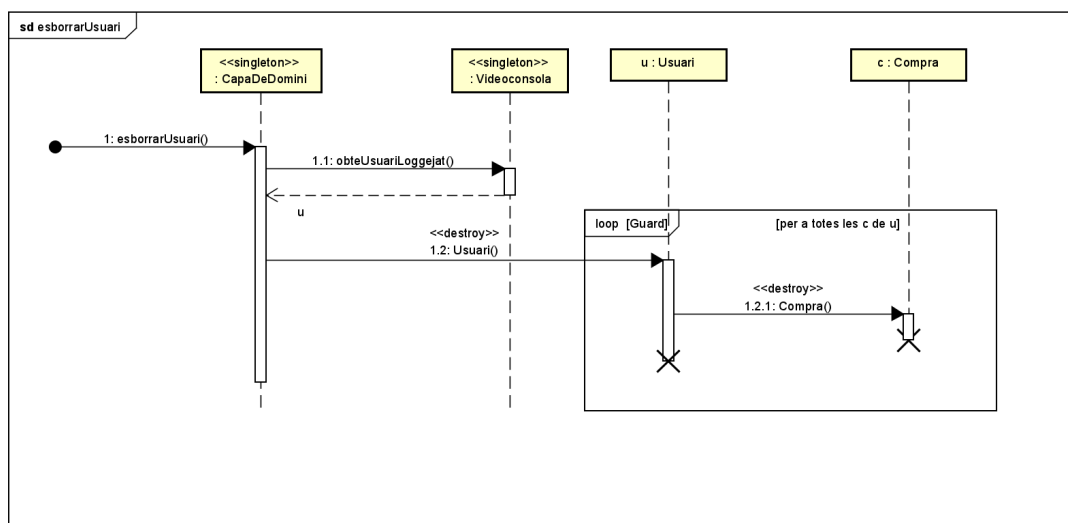 sd esborrarUsuari
<<singleton>>
: CapaDeDomini
<<singleton>>
: Videoconsola
u : Usuari
c : Compra
1: esborrarUsuari()
1.1: obteUsuariLoggejat()
u
loop [Guard]
[per a totes les c de u]
<<destroy>>
1.2: Usuari()
<<destroy>>
1.2.1: Compra()